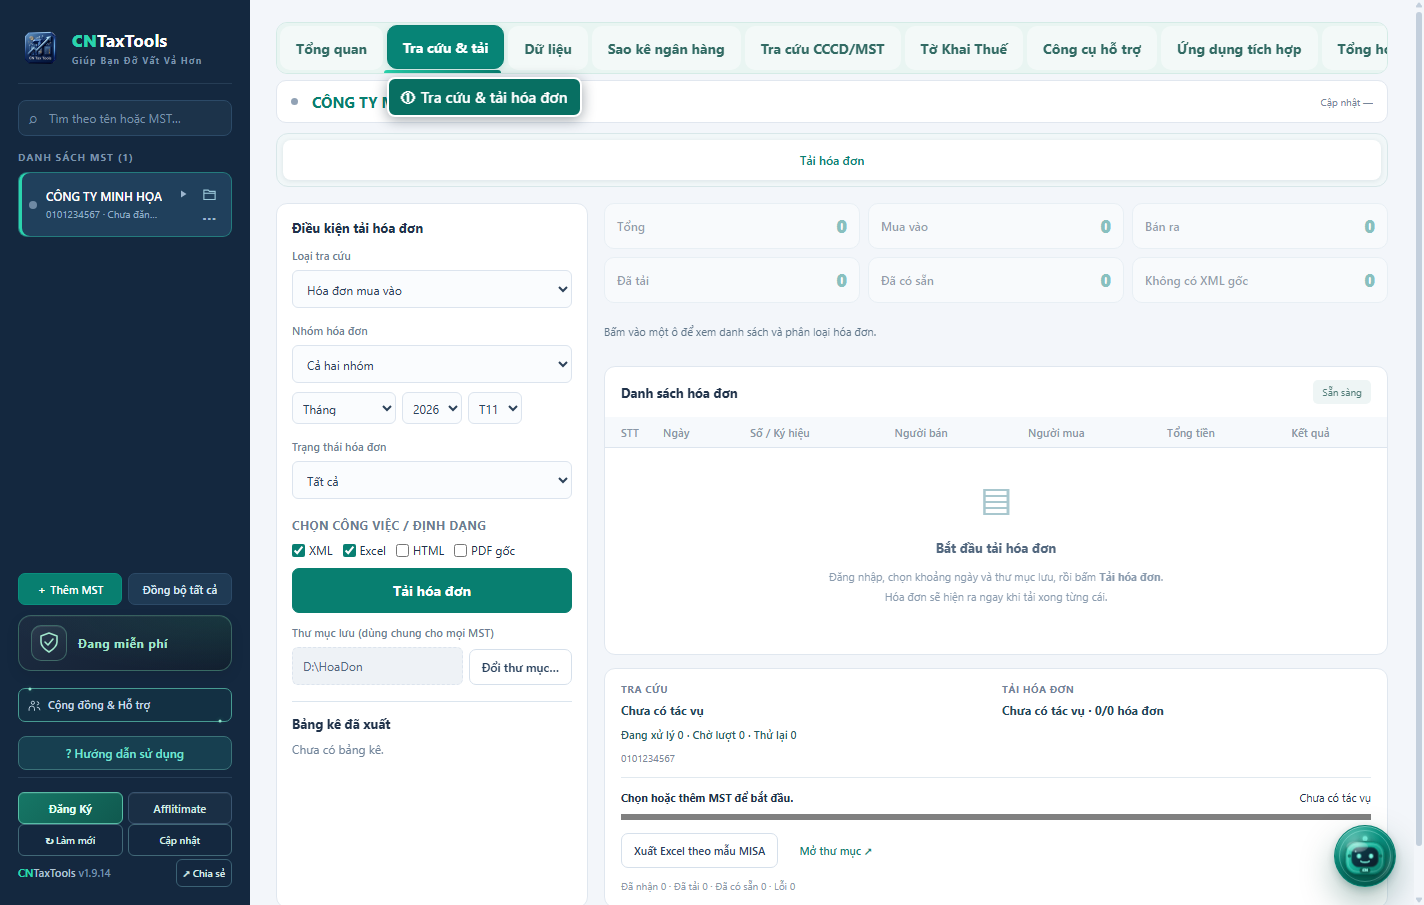 CNTaxTools
Giúp Bạn Đỡ Vất Vả Hơn
Tìm theo tên hoặc MST...
DANH SÁCH MST (1)
CÔNG TY MINH HỌA
0101234567 · Chưa đăn...
+ Thêm MST
Đồng bộ tất cả
Đang miễn phí
Cộng đồng & Hỗ trợ
? Hướng dẫn sử dụng
Đăng Ký
Afflitimate
↻ Làm mới
Cập nhật
CNTaxTools v1.9.14
↗ Chia sẻ
Tổng quan
Tra cứu & tải
Dữ liệu
Sao kê ngân hàng
Tra cứu CCCD/MST
Tờ Khai Thuế
Công cụ hỗ trợ
Ứng dụng tích hợp
Tổng
① Tra cứu & tải hóa đơn
CÔNG TY
Cập nhật —
Tải hóa đơn
Điều kiện tải hóa đơn
Loại tra cứu
Hóa đơn mua vào
Nhóm hóa đơn
Cả hai nhóm
Tháng
2026
T11
Trạng thái hóa đơn
Tất cả
CHỌN CÔNG VIỆC / ĐỊNH DẠNG
XML
Excel
HTML
PDF gốc
Tải hóa đơn
Thư mục lưu (dùng chung cho mọi MST)
D:\HoaDon
Đổi thư mục...
Bảng kê đã xuất
Chưa có bảng kê.
Tổng 0
Mua vào 0
Bán ra 0
Đã tải 0
Đã có sẵn 0
Không có XML gốc 0
Bấm vào một ô để xem danh sách và phân loại hóa đơn.
Danh sách hóa đơn
Sẵn sàng
STT
Ngày
Số / Ký hiệu
Người bán
Người mua
Tổng tiền
Kết quả
Bắt đầu tải hóa đơn
Đăng nhập, chọn khoảng ngày và thư mục lưu, rồi bấm Tải hóa đơn.
Hóa đơn sẽ hiện ra ngay khi tải xong từng cái.
TRA CỨU
Chưa có tác vụ
Đang xử lý 0 · Chờ lượt 0 · Thử lại 0
0101234567
TẢI HÓA ĐƠN
Chưa có tác vụ · 0/0 hóa đơn
Chọn hoặc thêm MST để bắt đầu.
Chưa có tác vụ
Xuất Excel theo mẫu MISA
Mở thư mục ↗
Đã nhận 0 · Đã tải 0 · Đã có sẵn 0 · Lỗi 0